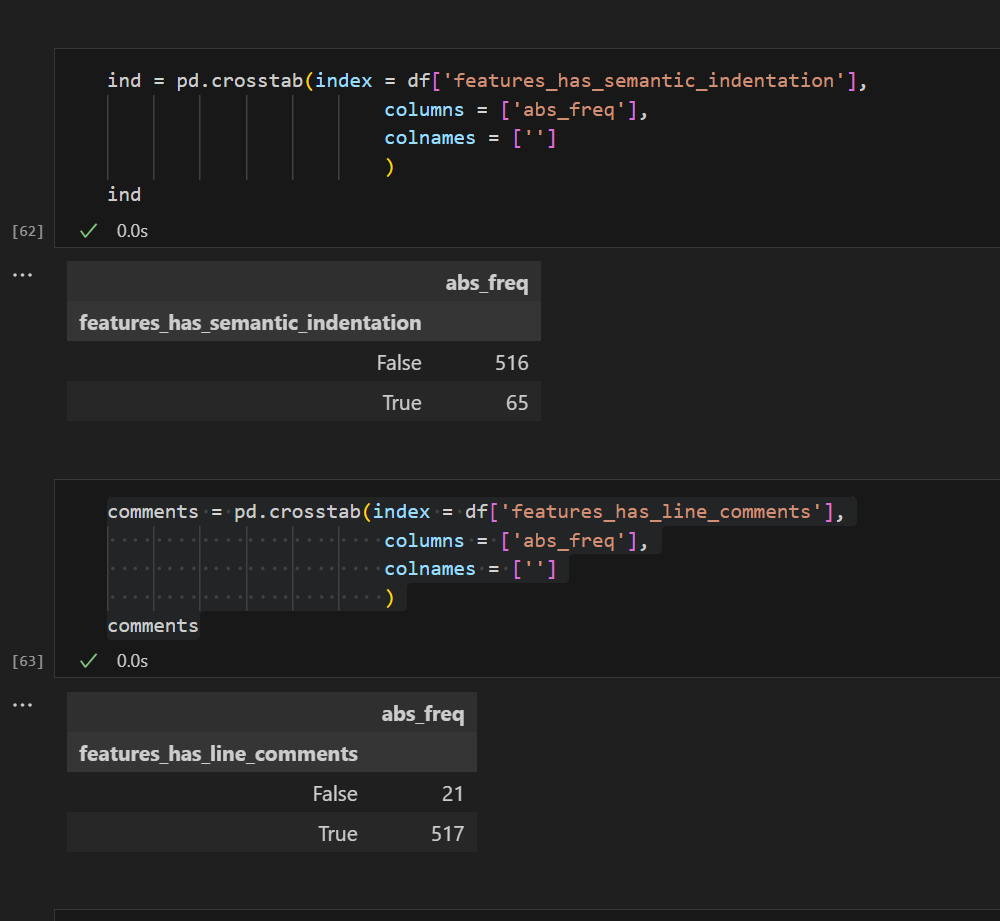 ind = pd.crosstab(index = df['features_has_semantic_indentation'],
columns = ['abs_freq'],
colnames = ['']
)
ind
[62]
0.0s
...
abs_freq
features_has_semantic_indentation
False 516
True 65
comments = pd.crosstab(index = df['features_has_line_comments'],
columns = ['abs_freq'],
colnames = ['']
)
comments
[63]
0.0s
...
abs_freq
features_has_line_comments
False 21
True 517